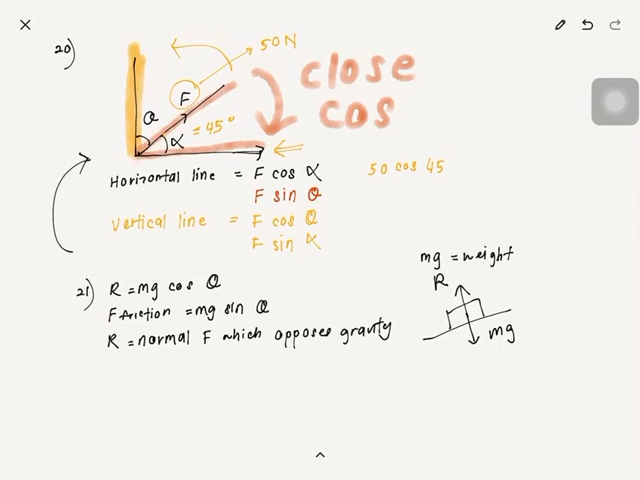 20)
50N
F
close
cos
θ
α = 45°
Horizontal line = F cos α 50 cos 45
F sin θ
Vertical line = F cos θ
F sin α
mg = weight
21) R = mg cos θ
R
F friction = mg sin θ
R = normal F which opposes gravity
mg